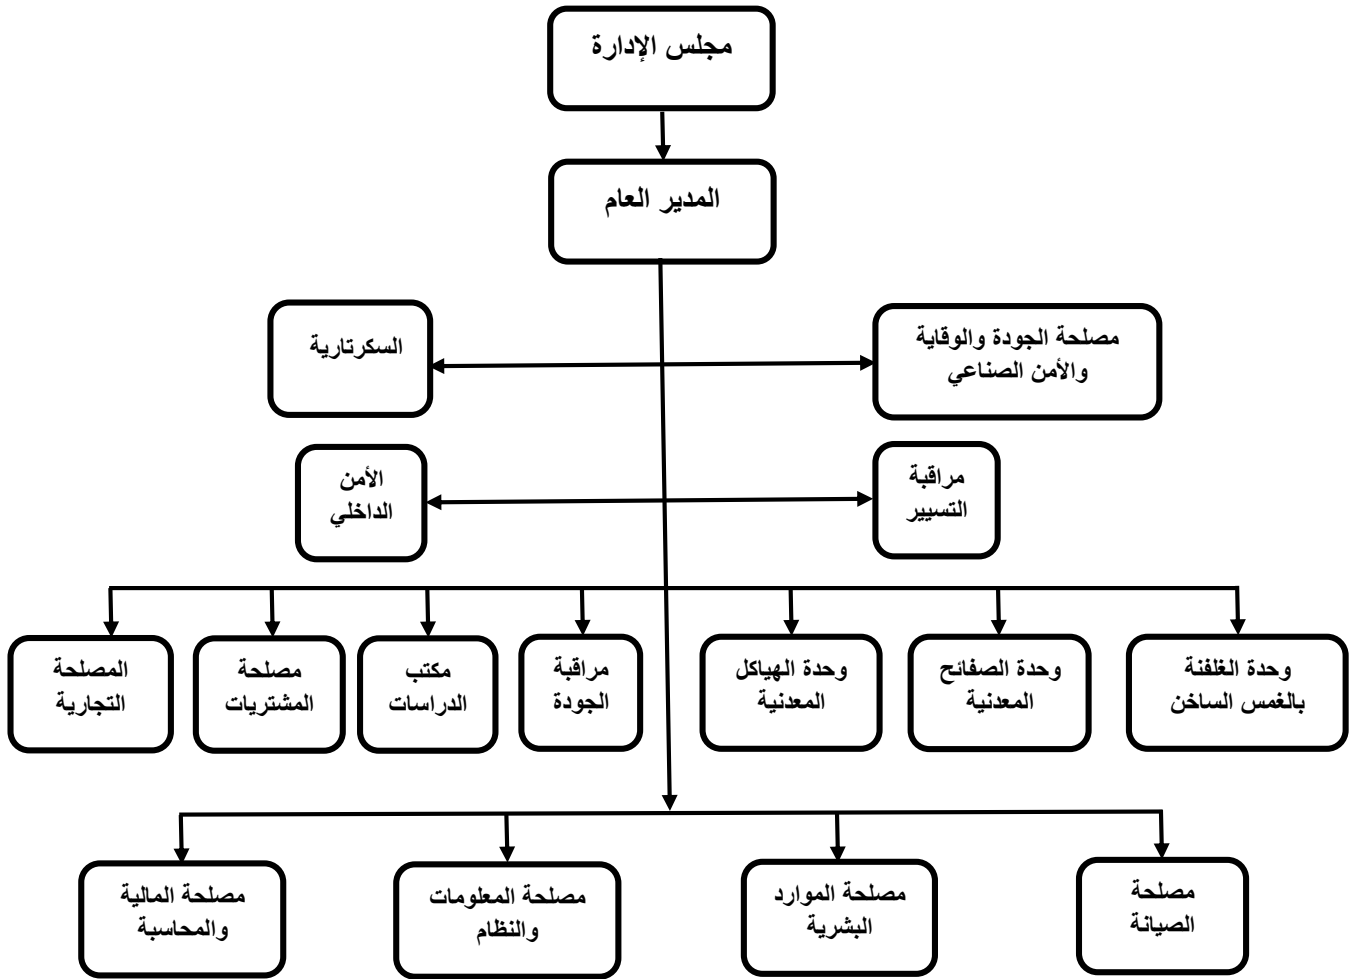 مجلس الإدارة
المدير العام
مصلحة الجودة والوقاية
والأمن الصناعي
السكرتارية
مراقبة
التسيير
الأمن
الداخلي
وحدة الغلفنة
بالغمس الساخن
وحدة الصفائح
المعدنية
وحدة الهياكل
المعدنية
مراقبة
الجودة
مكتب
الدراسات
مصلحة
المشتريات
المصلحة
التجارية
مصلحة
الصيانة
مصلحة الموارد
البشرية
مصلحة المعلومات
والنظام
مصلحة المالية
والمحاسبة